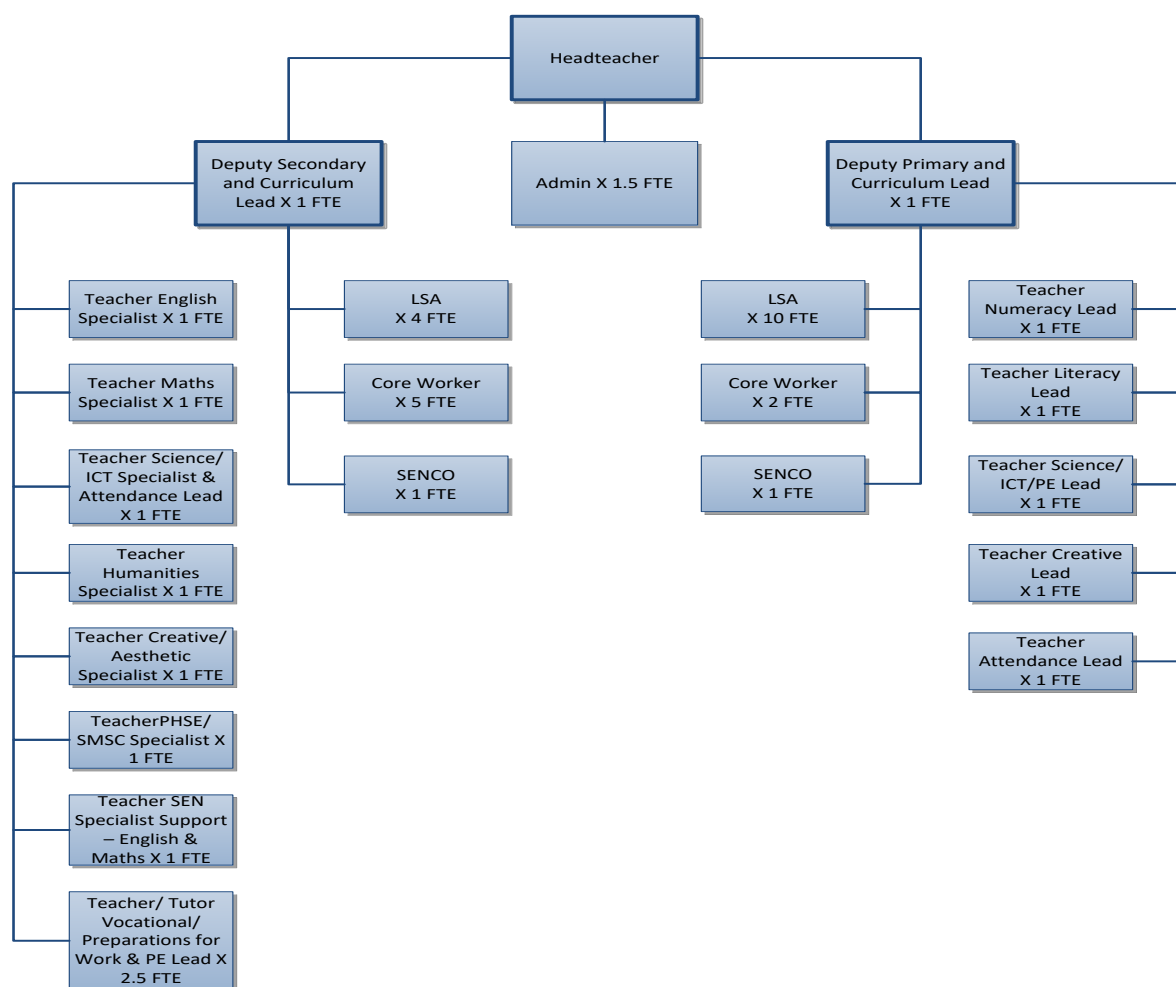 Headteacher
Deputy Secondary
and Curriculum
Lead X 1 FTE
Admin X 1.5 FTE
Deputy Primary and
Curriculum Lead
X 1 FTE
Teacher English
Specialist X 1 FTE
LSA
X 4 FTE
LSA
X 10 FTE
Teacher
Numeracy Lead
X 1 FTE
Teacher Maths
Specialist X 1 FTE
Core Worker
X 5 FTE
Core Worker
X 2 FTE
Teacher Literacy
Lead
X 1 FTE
Teacher Science/
ICT Specialist &
Attendance Lead
X 1 FTE
SENCO
X 1 FTE
SENCO
X 1 FTE
Teacher Science/
ICT/PE Lead
X 1 FTE
Teacher
Humanities
Specialist X 1 FTE
Teacher Creative
Lead
X 1 FTE
Teacher Creative/
Aesthetic
Specialist X 1 FTE
Teacher
Attendance Lead
X 1 FTE
TeacherPHSE/
SMSC Specialist X
1 FTE
Teacher SEN
Specialist Support
– English &
Maths X 1 FTE
Teacher/ Tutor
Vocational/
Preparations for
Work & PE Lead X
2.5 FTE